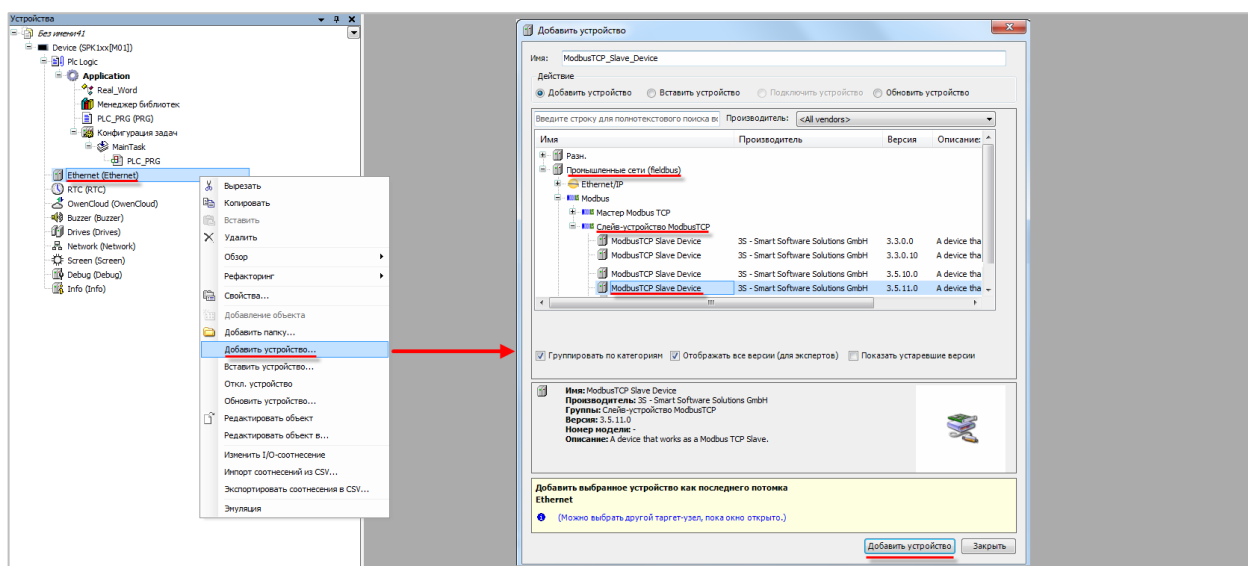 Устройства
Без имени41
Device (SPK1xx[M01])
Plc Logic
Application
Real_Word
Менеджер библиотек
PLC_PRG (PRG)
Конфигурация задач
MainTask
PLC_PRG
Ethernet (Ethernet)
RTC (RTC)
OwenCloud (OwenCloud)
Buzzer (Buzzer)
Drives (Drives)
Network (Network)
Screen (Screen)
Debug (Debug)
Info (Info)
Вырезать
Копировать
Вставить
Удалить
Обзор
Рефакторинг
Свойства...
Добавление объекта
Добавить папку...
Добавить устройство...
Вставить устройство...
Откл. устройство
Обновить устройство...
Редактировать объект
Редактировать объект в...
Изменить I/O-соотнесение
Импорт соотнесений из CSV...
Экспортировать соотнесения в CSV...
Эмуляция
Добавить устройство
Имя: ModbusTCP_Slave_Device
Действие
Добавить устройство Вставить устройство Подключить устройство Обновить устройство
Введите строку для полнотекстового поиска вс Производитель: <All vendors>
Имя Производитель Версия Описание:
Разн.
Промышленные сети (fieldbus)
Ethernet/IP
Modbus
Мастер Modbus TCP
Слейв-устройство ModbusTCP
ModbusTCP Slave Device 3S - Smart Software Solutions GmbH 3.3.0.0 A device tha
ModbusTCP Slave Device 3S - Smart Software Solutions GmbH 3.3.0.10 A device tha
ModbusTCP Slave Device 3S - Smart Software Solutions GmbH 3.5.10.0 A device tha
ModbusTCP Slave Device 3S - Smart Software Solutions GmbH 3.5.11.0 A device tha
Группировать по категориям Отображать все версии (для экспертов) Показать устаревшие версии
Имя: ModbusTCP Slave Device
Производитель: 3S - Smart Software Solutions GmbH
Группы: Слейв-устройство ModbusTCP
Версия: 3.5.11.0
Номер модели: -
Описание: A device that works as a Modbus TCP Slave.
Добавить выбранное устройство как последнего потомка
Ethernet
(Можно выбрать другой таргет-узел, пока окно открыто.)
Добавить устройство Закрыть